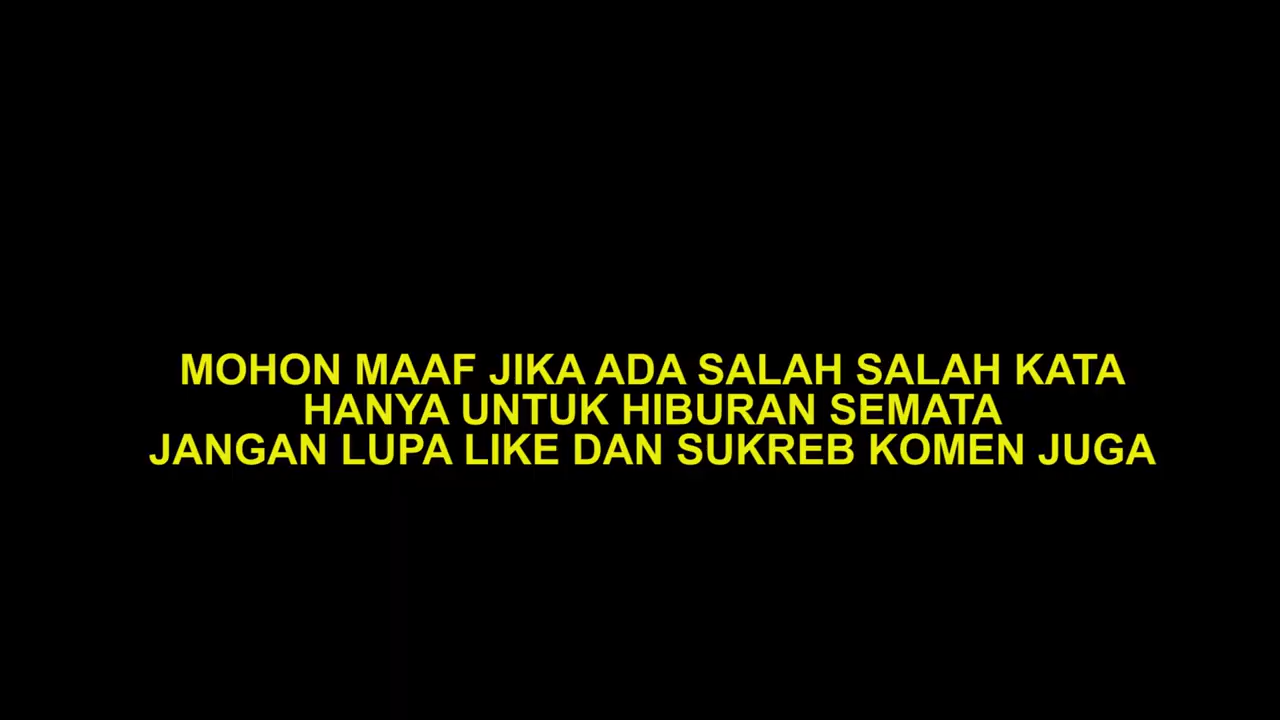 MOHON MAAF JIKA ADA SALAH SALAH KATA
HANYA UNTUK HIBURAN SEMATA
JANGAN LUPA LIKE DAN SUKREB KOMEN JUGA